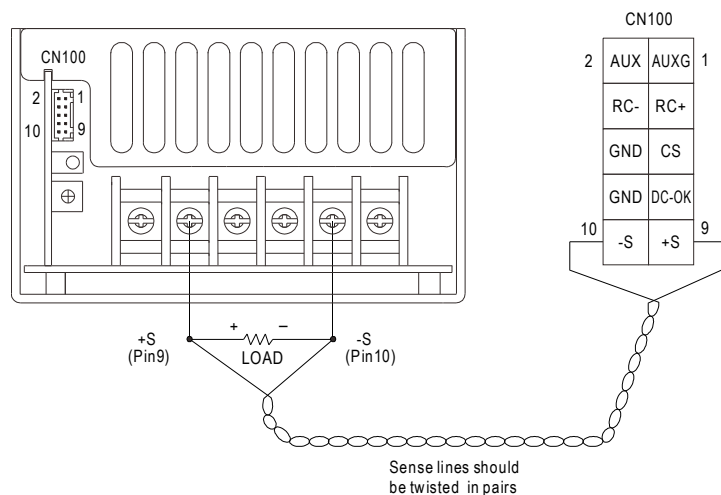 CN100
2 1
10 9
+S
(Pin9)
+ −
LOAD
-S
(Pin10)
Sense lines should
be twisted in pairs
CN100
2 AUX AUXG 1
RC- RC+
GND CS
GND DC-OK
10 -S +S 9